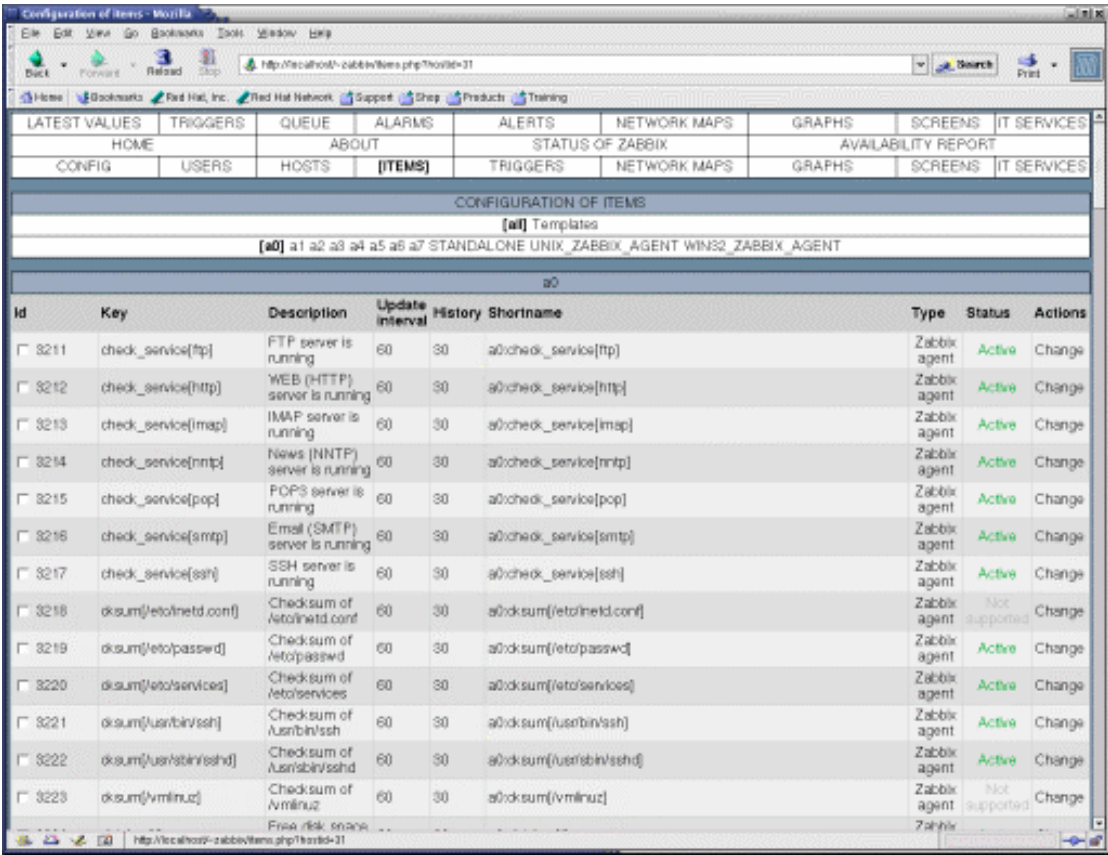 Configuration of items - Mozilla
File Edit View Go Bookmarks Tools Window Help
Back Forward Reload Stop http://localhost/~zabbix/items.php?hostid=31 Search Print
Home Bookmarks Red Hat, Inc. Red Hat Network Support Shop Products Training
LATEST VALUES TRIGGERS QUEUE ALARMS ALERTS NETWORK MAPS GRAPHS SCREENS IT SERVICES
HOME ABOUT STATUS OF ZABBIX AVAILABILITY REPORT
CONFIG USERS HOSTS [ITEMS] TRIGGERS NETWORK MAPS GRAPHS SCREENS IT SERVICES
CONFIGURATION OF ITEMS
[all] Templates
[a0] a1 a2 a3 a4 a5 a6 a7 STANDALONE UNIX_ZABBIX_AGENT WIN32_ZABBIX_AGENT
a0
Id Key Description Update interval History Shortname Type Status Actions
3211 check_service[ftp] FTP server is running 60 30 a0:check_service[ftp] Zabbix agent Active Change
3212 check_service[http] WEB (HTTP) server is running 60 30 a0:check_service[http] Zabbix agent Active Change
3213 check_service[imap] IMAP server is running 60 30 a0:check_service[imap] Zabbix agent Active Change
3214 check_service[nntp] News (NNTP) server is running 60 30 a0:check_service[nntp] Zabbix agent Active Change
3215 check_service[pop] POP3 server is running 60 30 a0:check_service[pop] Zabbix agent Active Change
3216 check_service[smtp] Email (SMTP) server is running 60 30 a0:check_service[smtp] Zabbix agent Active Change
3217 check_service[ssh] SSH server is running 60 30 a0:check_service[ssh] Zabbix agent Active Change
3218 cksum[/etc/inetd.conf] Checksum of /etc/inetd.conf 60 30 a0:cksum[/etc/inetd.conf] Zabbix agent Not supported Change
3219 cksum[/etc/passwd] Checksum of /etc/passwd 60 30 a0:cksum[/etc/passwd] Zabbix agent Active Change
3220 cksum[/etc/services] Checksum of /etc/services 60 30 a0:cksum[/etc/services] Zabbix agent Active Change
3221 cksum[/usr/bin/ssh] Checksum of /usr/bin/ssh 60 30 a0:cksum[/usr/bin/ssh] Zabbix agent Active Change
3222 cksum[/usr/sbin/sshd] Checksum of /usr/sbin/sshd 60 30 a0:cksum[/usr/sbin/sshd] Zabbix agent Active Change
3223 cksum[/vmlinuz] Checksum of /vmlinuz 60 30 a0:cksum[/vmlinuz] Zabbix agent Not supported Change
Free disk space Zabbix
http://localhost/~zabbix/items.php?hostid=31